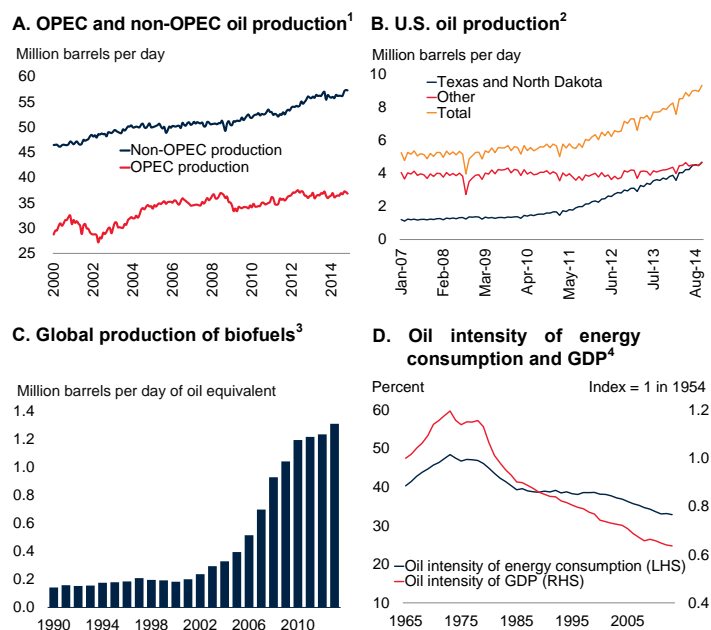 A. OPEC and non-OPEC oil production1
Million barrels per day
60
55
50
45
40
35
30
25
Non-OPEC production
OPEC production
2000
2002
2004
2006
2008
2010
2012
2014
B. U.S. oil production2
Million barrels per day
10
8
6
4
2
0
Texas and North Dakota
Other
Total
Jan-07
Feb-08
Mar-09
Apr-10
May-11
Jun-12
Jul-13
Aug-14
C. Global production of biofuels3
Million barrels per day of oil equivalent
1.4
1.2
1.0
0.8
0.6
0.4
0.2
0.0
1990
1994
1998
2002
2006
2010
D. Oil intensity of energy
consumption and GDP4
Percent
Index = 1 in 1954
60
50
40
30
20
10
1.2
1.0
0.8
0.6
0.4
Oil intensity of energy consumption (LHS)
Oil intensity of GDP (RHS)
1965
1975
1985
1995
2005